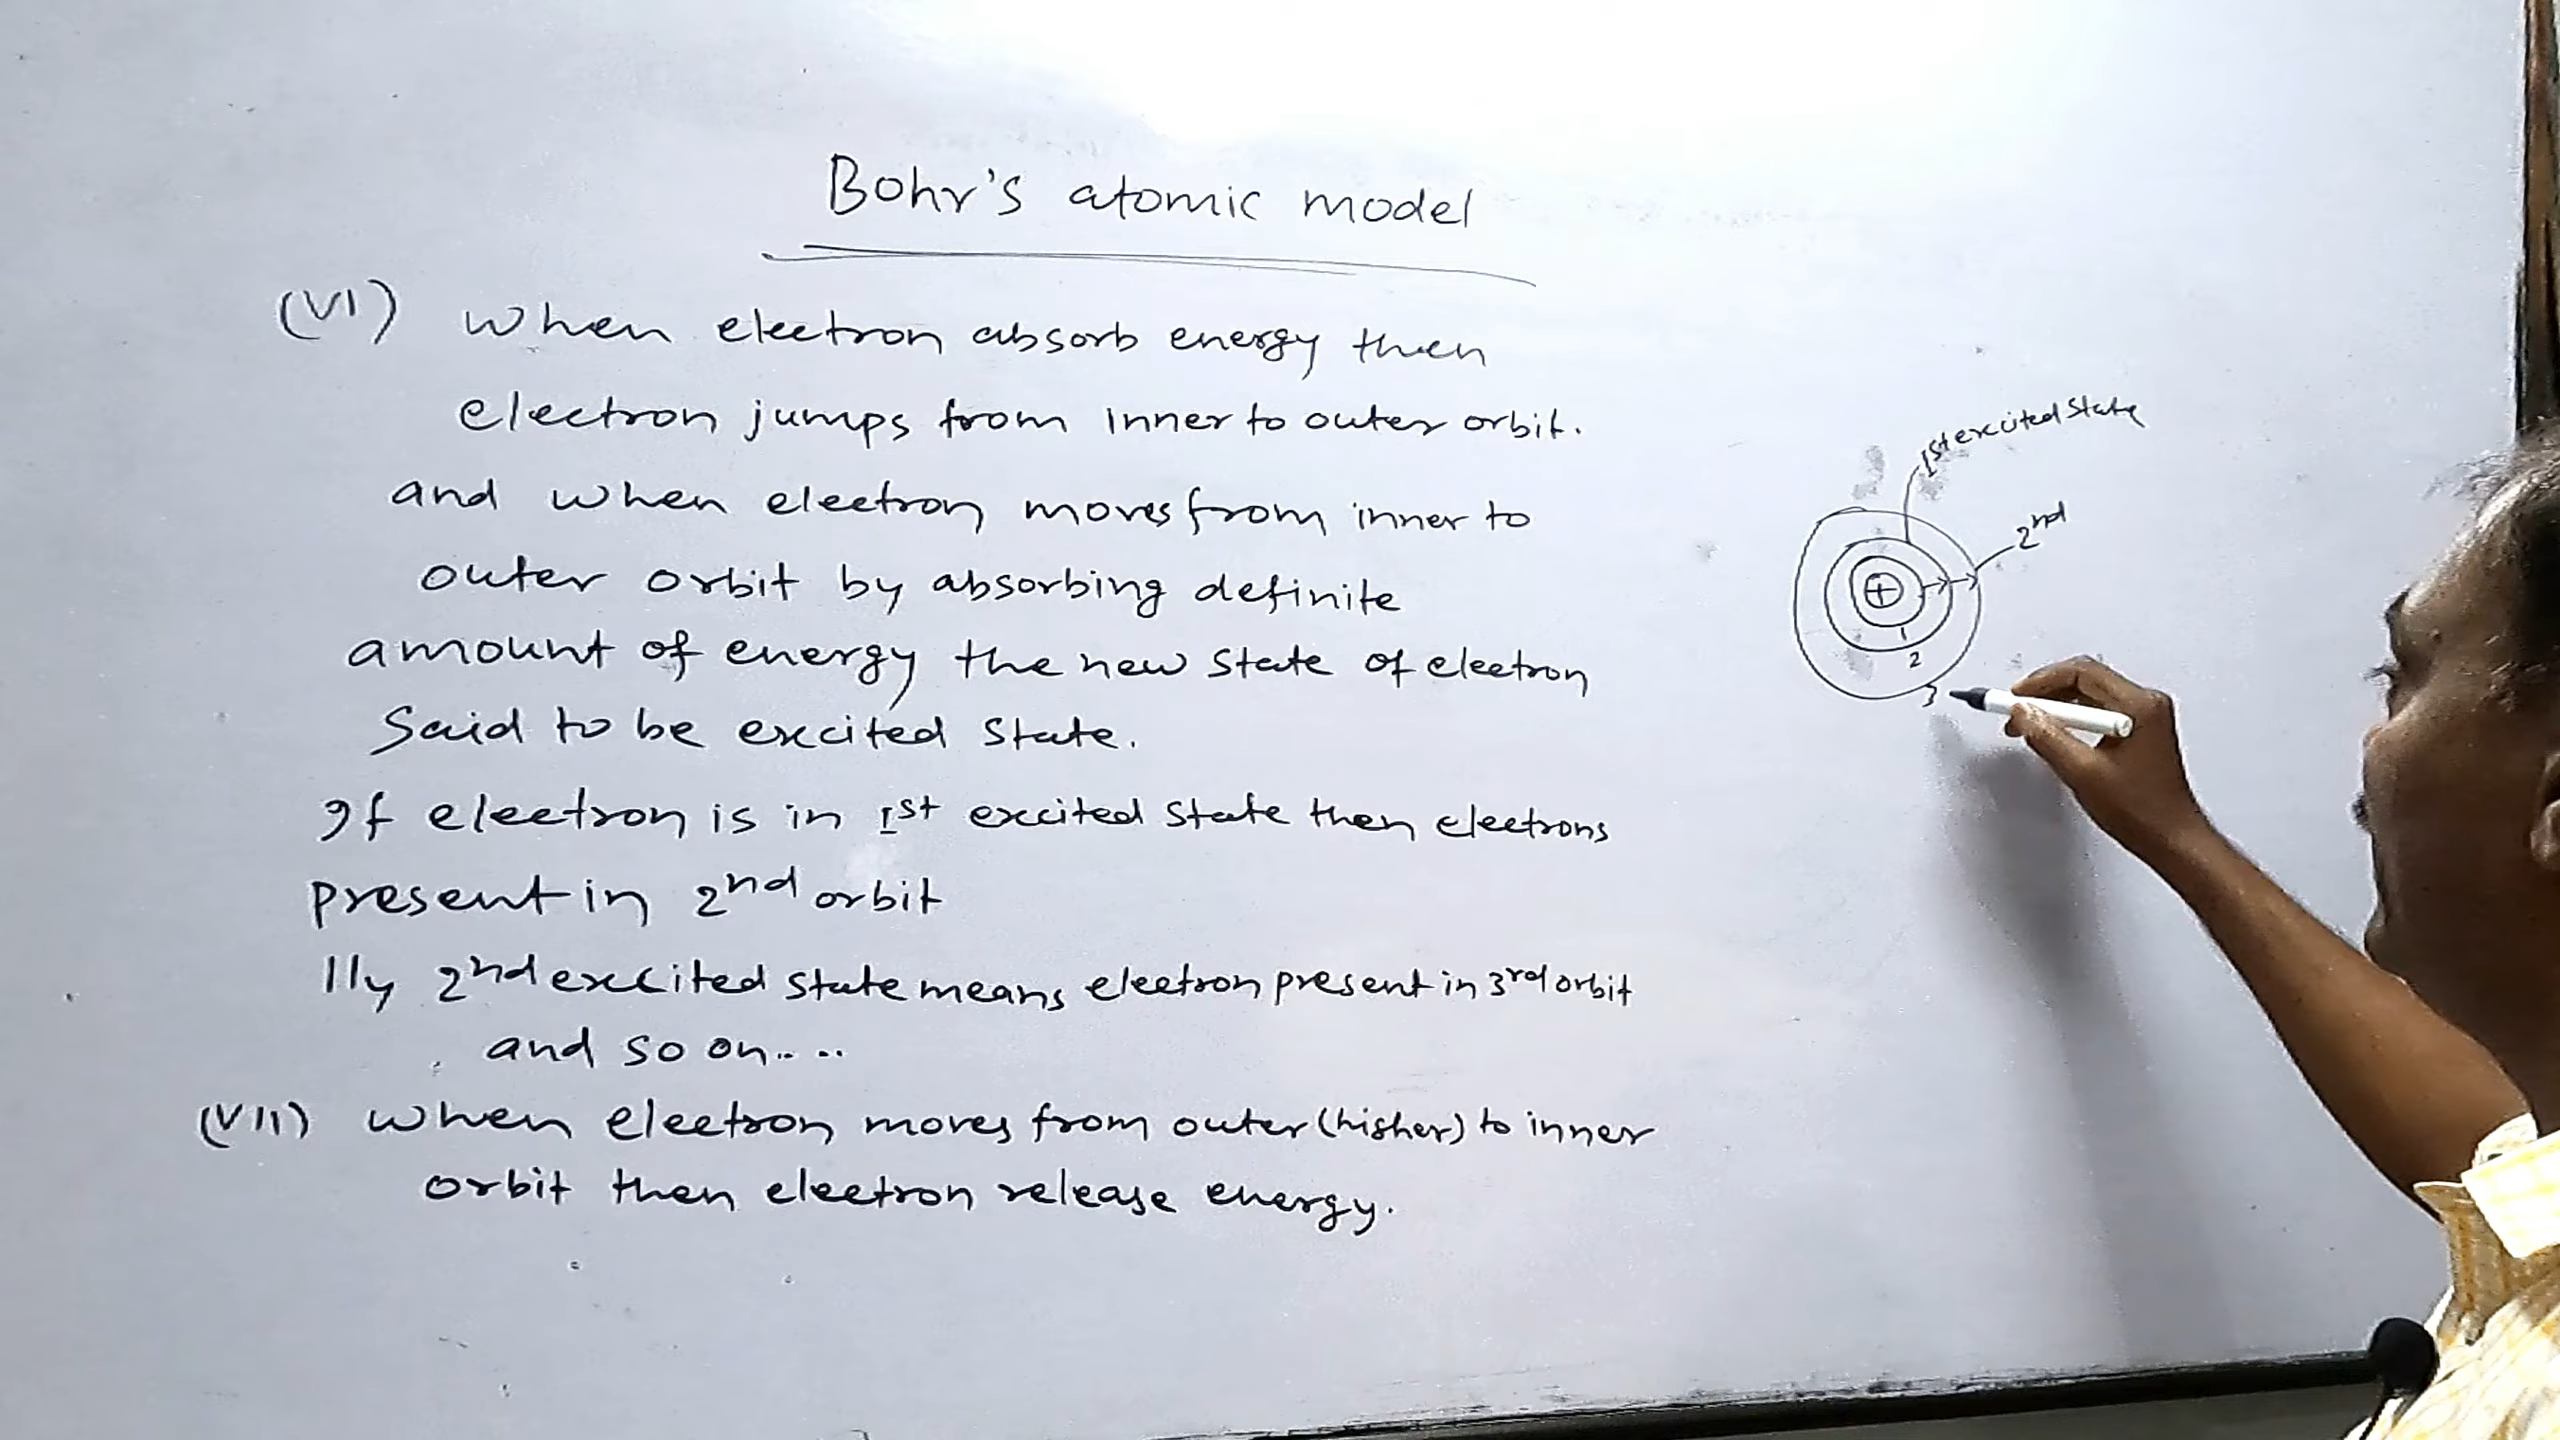 Bohr's atomic model
(VI) When electron absorb energy then
electron jumps from inner to outer orbit.
and when electron moves from inner to
outer orbit by absorbing definite
amount of energy the new state of electron
Said to be excited state.
If electron is in 1st excited state then electrons
present in 2nd orbit
lly 2nd excited state means electron present in 3rd orbit
and so on....
(VII) When electron moves from outer (higher) to inner
orbit then electron release energy.
1st excited state
2nd
+
1
2
3